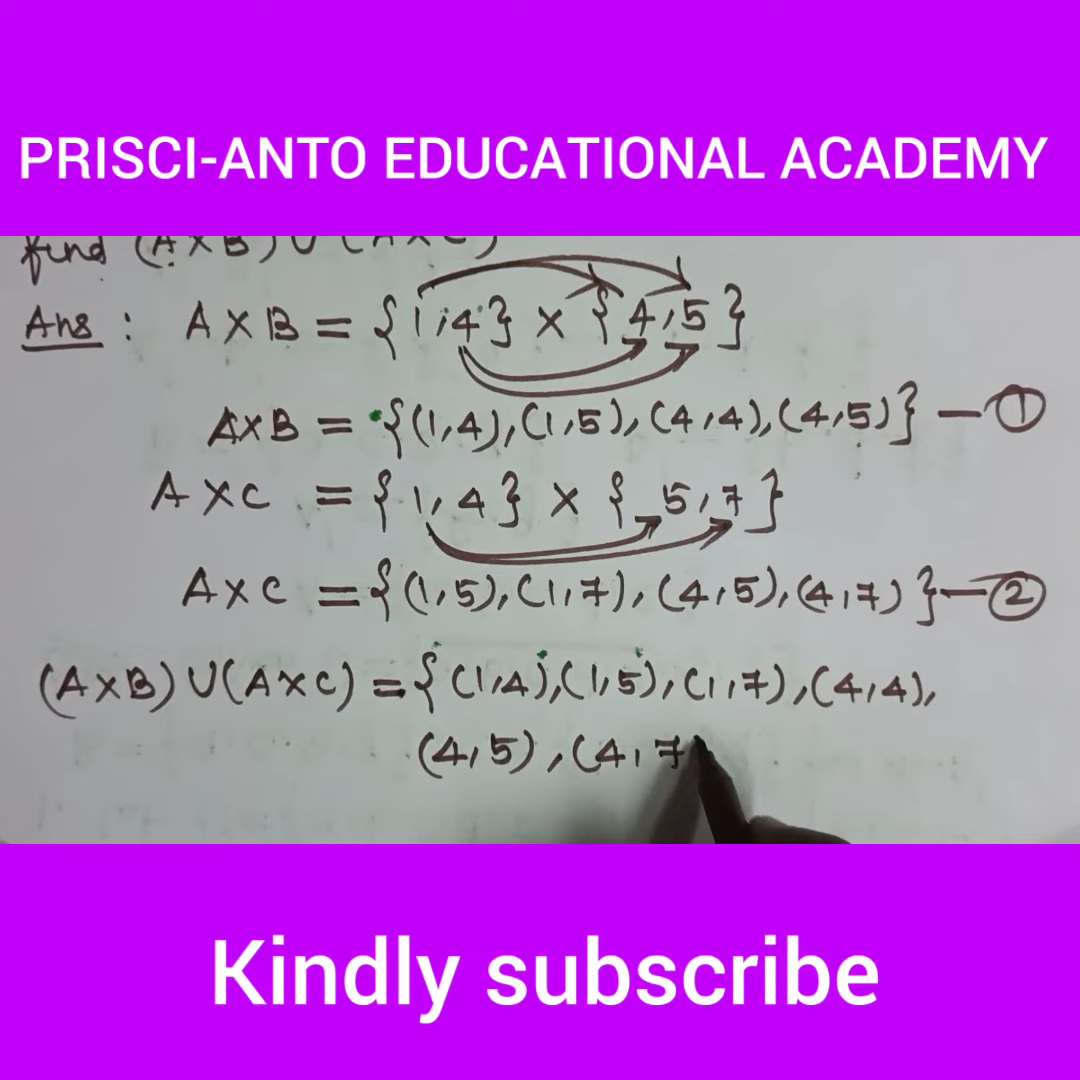 PRISCI-ANTO EDUCATIONAL ACADEMY
find (A×B)∪(A×C)
Ans : A×B = {1,4} × {4,5}
A×B = {(1,4),(1,5),(4,4),(4,5)} — ①
A×C = {1,4} × {5,7}
A×C = {(1,5),(1,7),(4,5),(4,7)} — ②
(A×B)∪(A×C) = {(1,4),(1,5),(1,7),(4,4),
(4,5),(4,7
Kindly subscribe